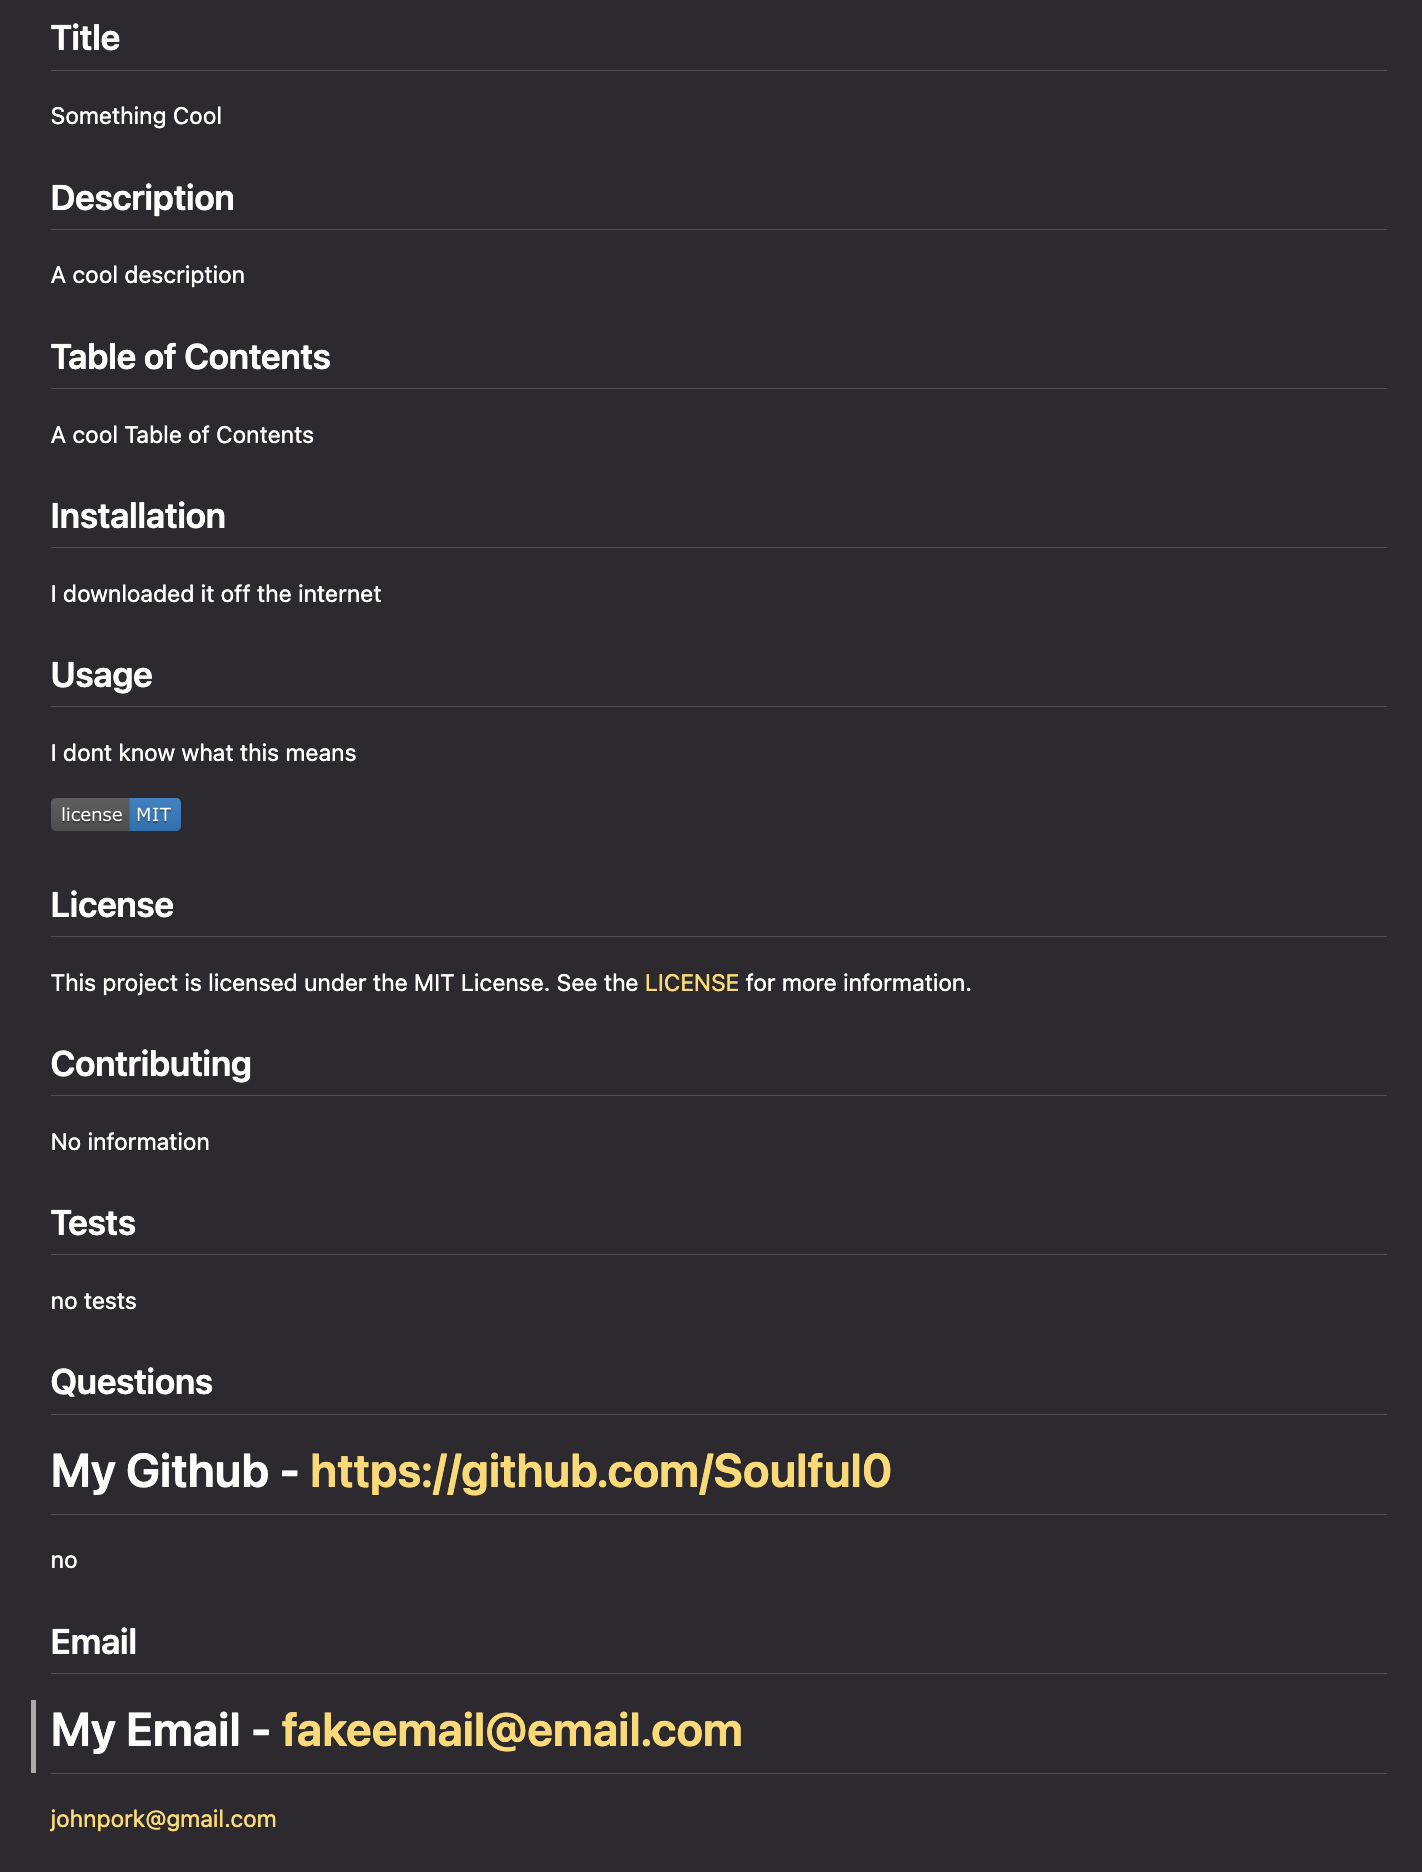 Title
Something Cool
Description
A cool description
Table of Contents
A cool Table of Contents
Installation
I downloaded it off the internet
Usage
I dont know what this means
license MIT
License
This project is licensed under the MIT License. See the LICENSE for more information.
Contributing
No information
Tests
no tests
Questions
My Github - https://github.com/Soulful0
no
Email
My Email - fakeemail@email.com
johnpork@gmail.com